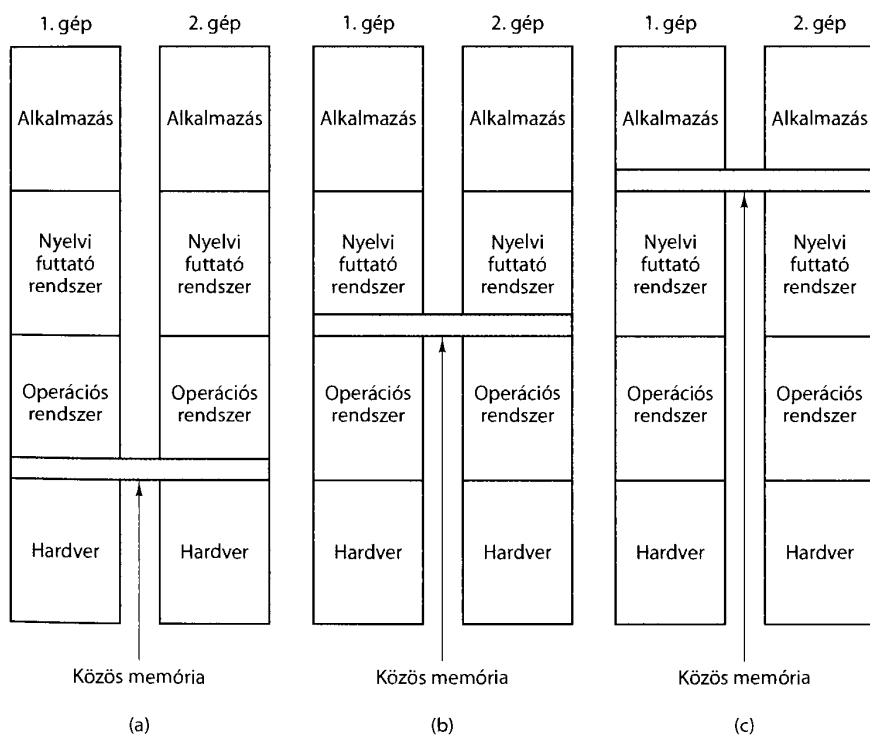 1. gép
2. gép
Alkalmazás
Alkalmazás
Nyelvi
futtató
rendszer
Nyelvi
futtató
rendszer
Operációs
rendszer
Operációs
rendszer
Hardver
Hardver
Közös memória
(a)
1. gép
2. gép
Alkalmazás
Alkalmazás
Nyelvi
futtató
rendszer
Nyelvi
futtató
rendszer
Operációs
rendszer
Operációs
rendszer
Hardver
Hardver
Közös memória
(b)
1. gép
2. gép
Alkalmazás
Alkalmazás
Nyelvi
futtató
rendszer
Nyelvi
futtató
rendszer
Operációs
rendszer
Operációs
rendszer
Hardver
Hardver
Közös memória
(c)